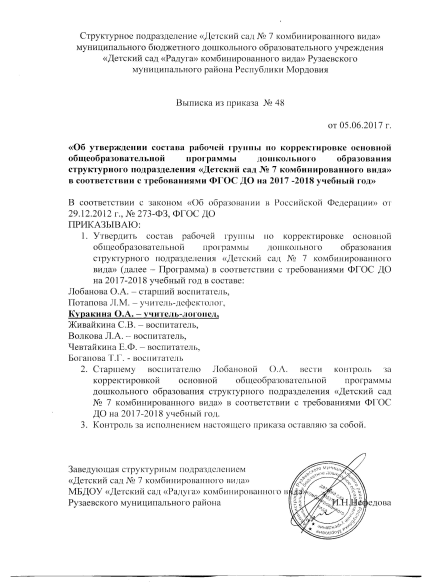 Структурное подразделение «Детский сад № 7 комбинированного вида»
муниципального бюджетного дошкольного образовательного учреждения
«Детский сад «Радуга» комбинированного вида» Рузаевского
муниципального района Республики Мордовия
Выписка из приказа № 48
от 05.06.2017 г.
«Об утверждении состава рабочей группы по корректировке основной
общеобразовательной программы дошкольного образования
структурного подразделения «Детский сад № 7 комбинированного вида»
в соответствии с требованиями ФГОС ДО на 2017 -2018 учебный год»
В соответствии с законом «Об образовании в Российской Федерации» от
29.12.2012 г., № 273-ФЗ, ФГОС ДО
ПРИКАЗЫВАЮ:
1. Утвердить состав рабочей группы по корректировке основной
общеобразовательной программы дошкольного образования
структурного подразделения «Детский сад № 7 комбинированного
вида» (далее – Программа) в соответствии с требованиями ФГОС ДО
на 2017-2018 учебный год в составе:
Лобанова О.А. – старший воспитатель,
Потапова Л.М. – учитель-дефектолог,
Куракина О.А. – учитель-логопед,
Живайкина С.В. – воспитатель,
Волкова Л.А. – воспитатель,
Чевтайкина Е.Ф. – воспитатель,
Боганова Т.Г. - воспитатель
2. Старшему воспитателю Лобановой О.А. вести контроль за
корректировкой основной общеобразовательной программы
дошкольного образования структурного подразделения «Детский сад
№ 7 комбинированного вида» в соответствии с требованиями ФГОС
ДО на 2017-2018 учебный год.
3. Контроль за исполнением настоящего приказа оставляю за собой.
Заведующая структурным подразделением
«Детский сад № 7 комбинированного вида»
МБДОУ «Детский сад «Радуга» комбинированного вида»
Рузаевского муниципального района И.Н.Нефедова